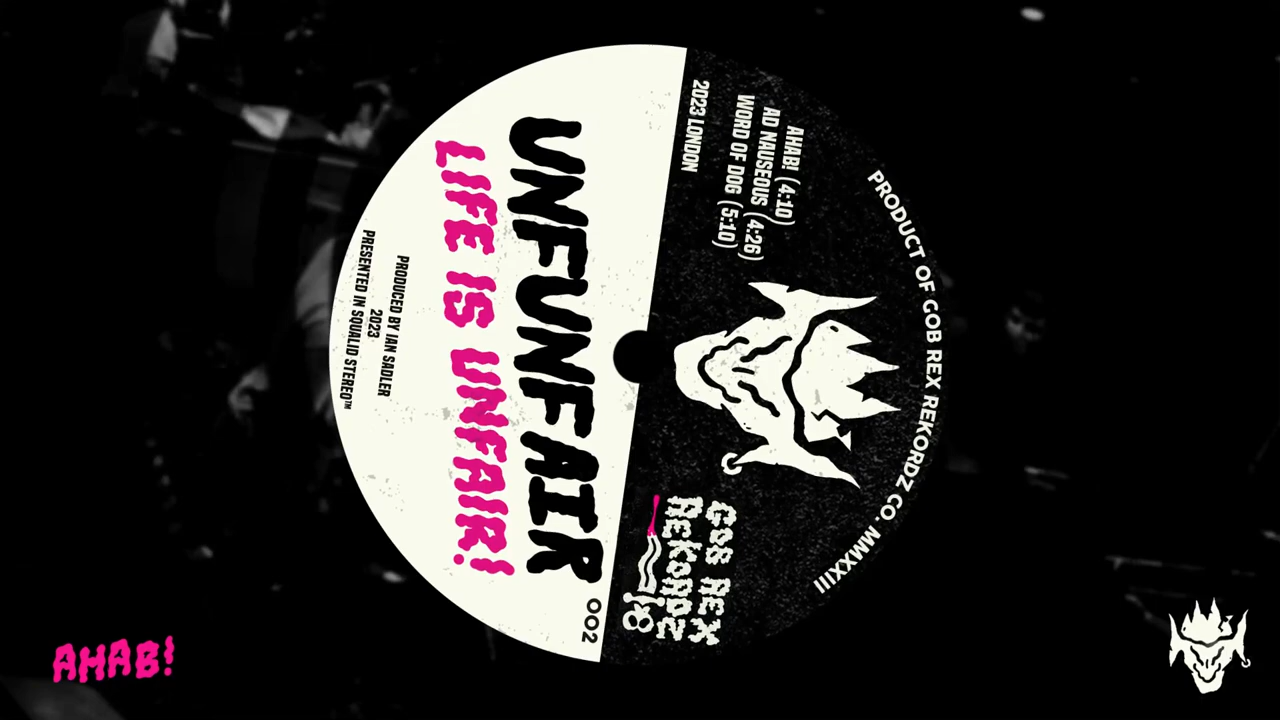 PRODUCT OF GOB REX REKORDZ CO. MMXXIII
AHAB! (4:10)
AD NAUSEOUS (4:26)
WORD OF DOG (5:10)
2023 LONDON
GOB REX
REKORDZ
UNFUNFAIR
002
LIFE IS UNFAIR!
PRODUCED BY IAN SADLER
2023
PRESENTED IN SQUALID STEREO™
AHAB!